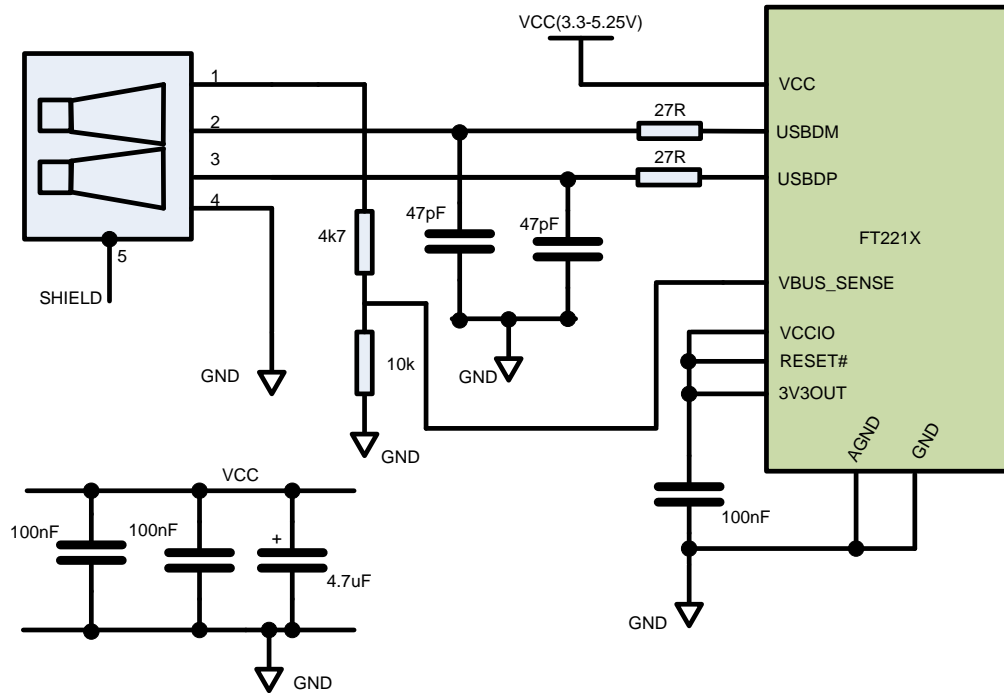 VCC(3.3-5.25V)
1
VCC
27R
2
USBDM
27R
3
USBDP
4
47pF
47pF
4k7
FT221X
5
SHIELD
VBUS_SENSE
VCCIO
10k
RESET#
GND
GND
3V3OUT
GND
AGND
GND
VCC
100nF
100nF
100nF
+
4.7uF
GND
GND